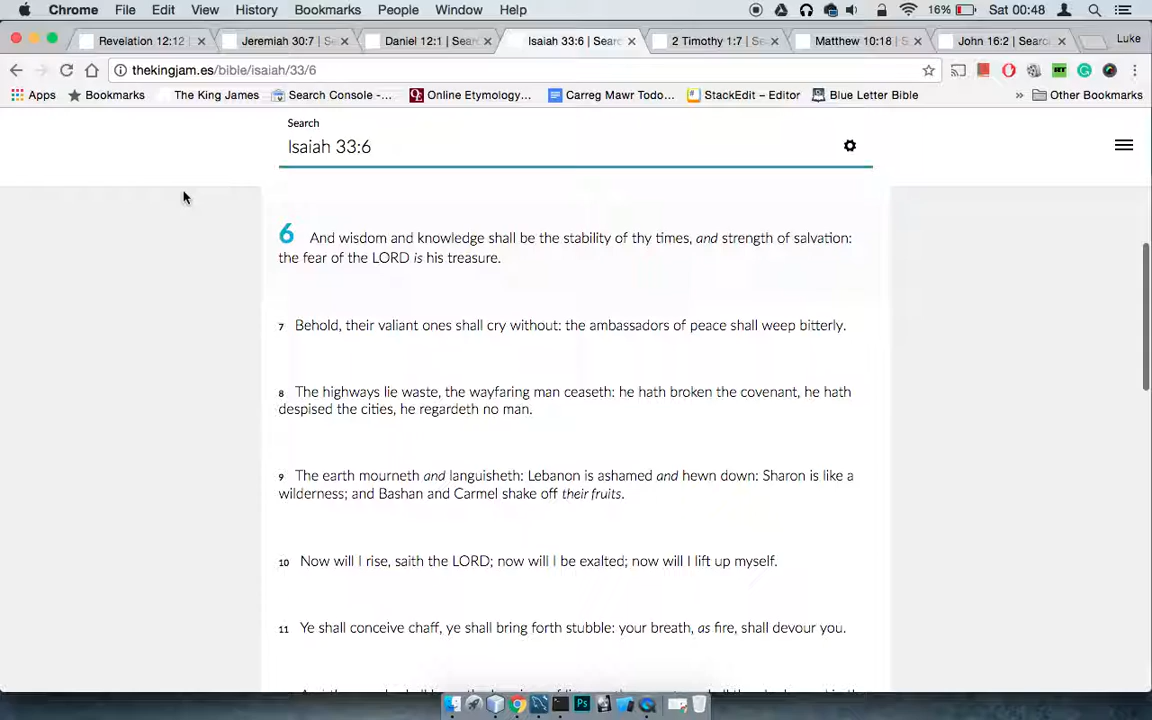 Chrome File Edit View History Bookmarks People Window Help 16% Sat 00:48
Revelation 12:12 Jeremiah 30:7 | S Daniel 12:1 | Sear Isaiah 33:6 | Searc 2 Timothy 1:7 | Se Matthew 10:18 | S John 16:2 | Searc Luke
thekingjam.es/bible/isaiah/33/6
Apps Bookmarks The King James Search Console -... Online Etymology... Carreg Mawr Todo... StackEdit – Editor Blue Letter Bible » Other Bookmarks
Search
Isaiah 33:6
6 And wisdom and knowledge shall be the stability of thy times, and strength of salvation:
the fear of the LORD is his treasure.
7 Behold, their valiant ones shall cry without: the ambassadors of peace shall weep bitterly.
8 The highways lie waste, the wayfaring man ceaseth: he hath broken the covenant, he hath
despised the cities, he regardeth no man.
9 The earth mourneth and languisheth: Lebanon is ashamed and hewn down: Sharon is like a
wilderness; and Bashan and Carmel shake off their fruits.
10 Now will I rise, saith the LORD; now will I be exalted; now will I lift up myself.
11 Ye shall conceive chaff, ye shall bring forth stubble: your breath, as fire, shall devour you.